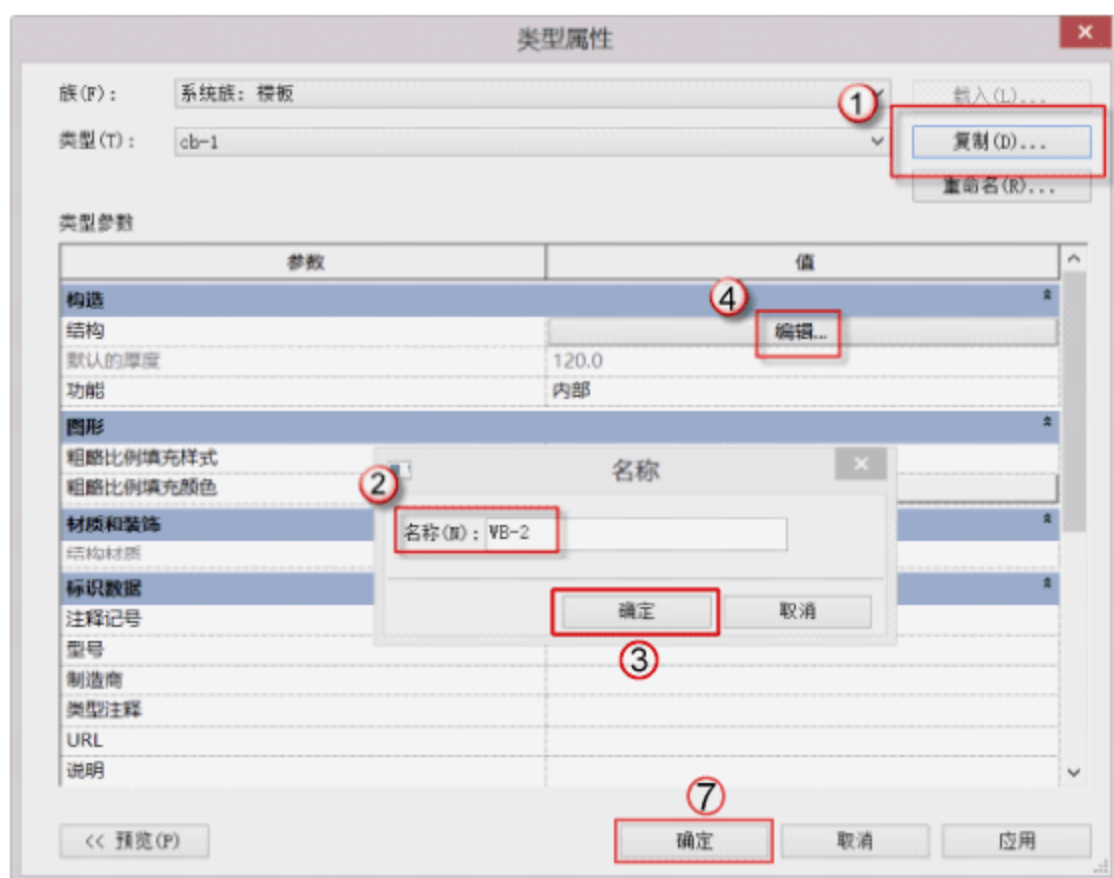 类型属性
族(F): 系统族: 楼板
① 载入(L)...
类型(T): cb-1 复制(D)...
重命名(R)...
类型参数
参数 值
构造
④
结构 编辑...
默认的厚度 120.0
功能 内部
图形
粗略比例填充样式
粗略比例填充颜色
② 名称
材质和装饰
名称(N): WB-2
结构材质
标识数据
注释记号
确定 取消
型号
③
制造商
类型注释
URL
说明
⑦
<< 预览(P) 确定 取消 应用